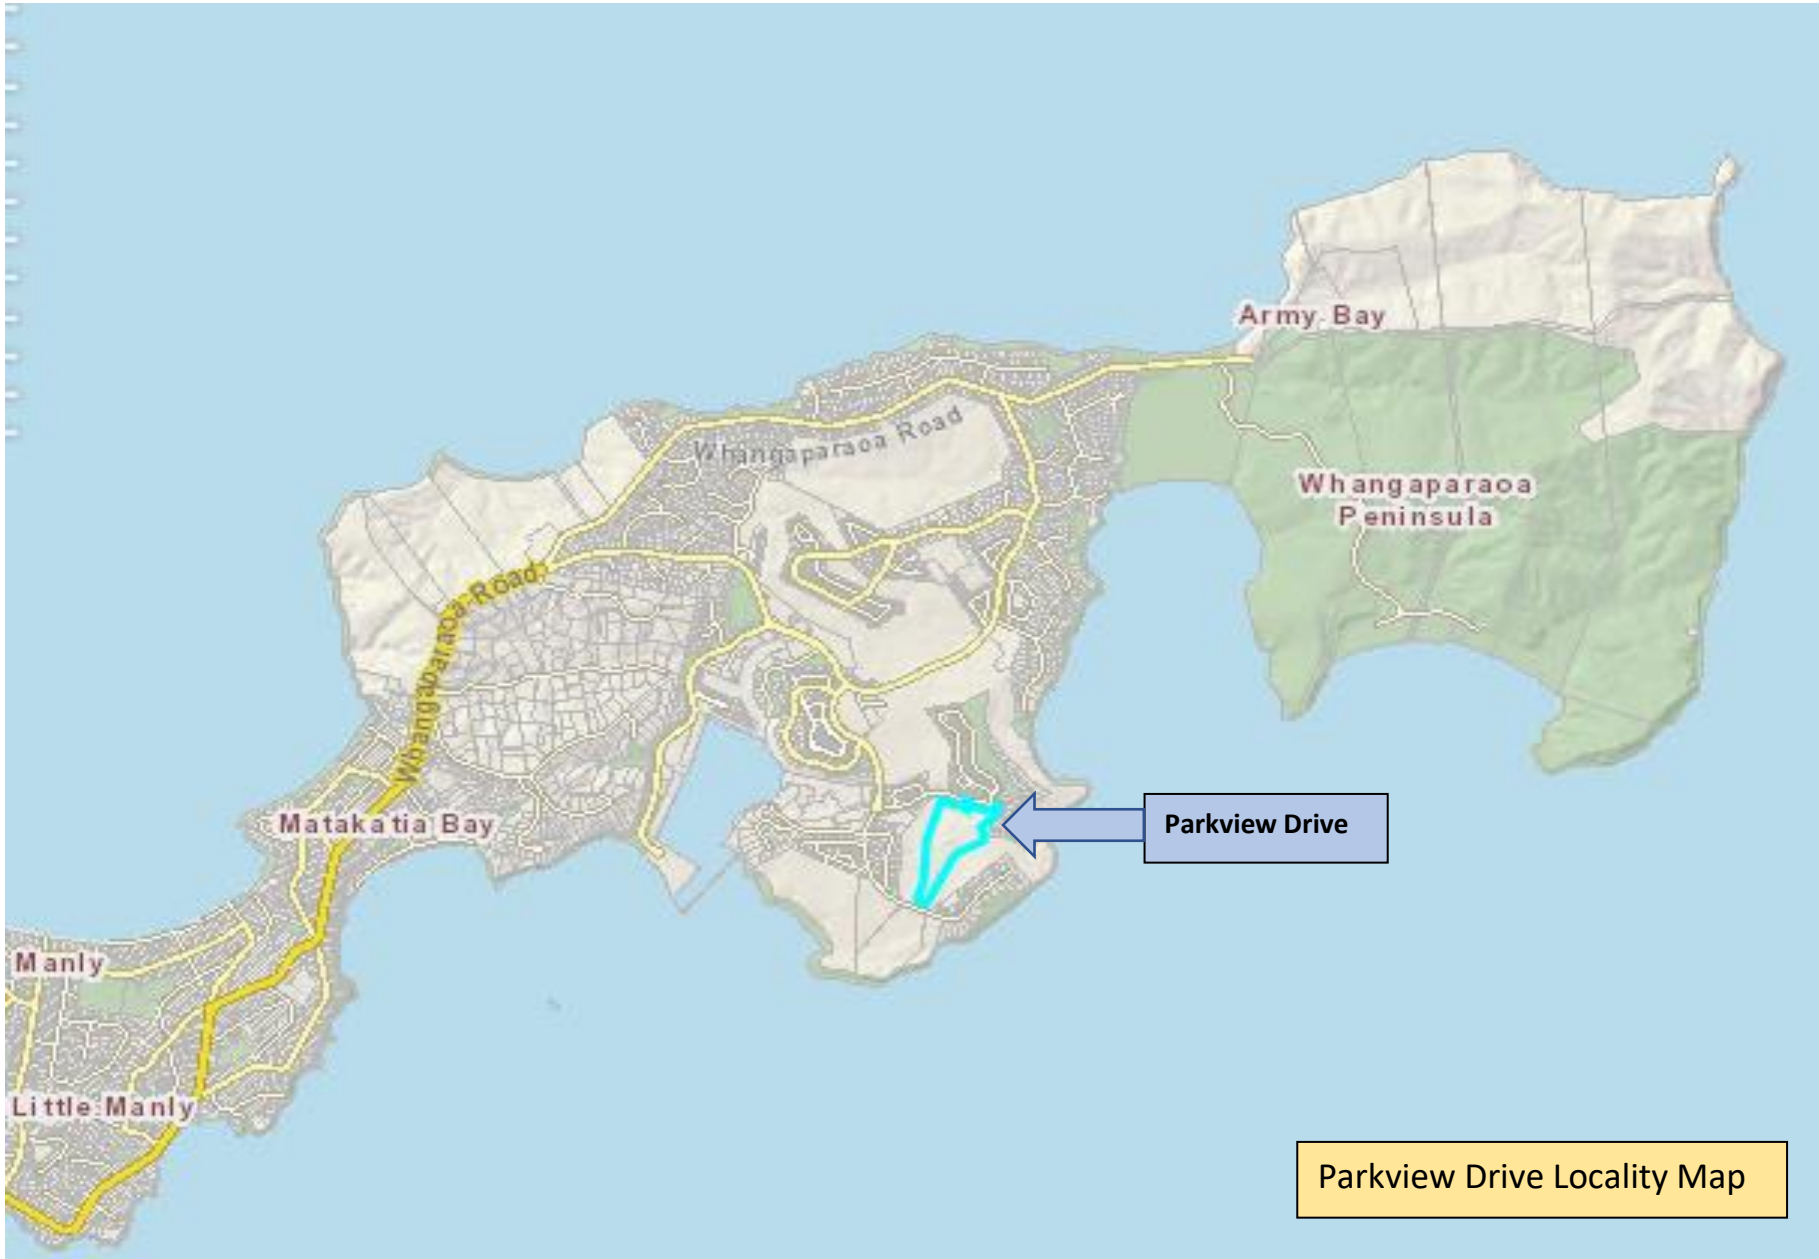 Army Bay
Whangaparaoa Road
Whangaparaoa
Peninsula
Whangaparaoa Road
Matakatia Bay
Parkview Drive
Manly
Little Manly
Parkview Drive Locality Map